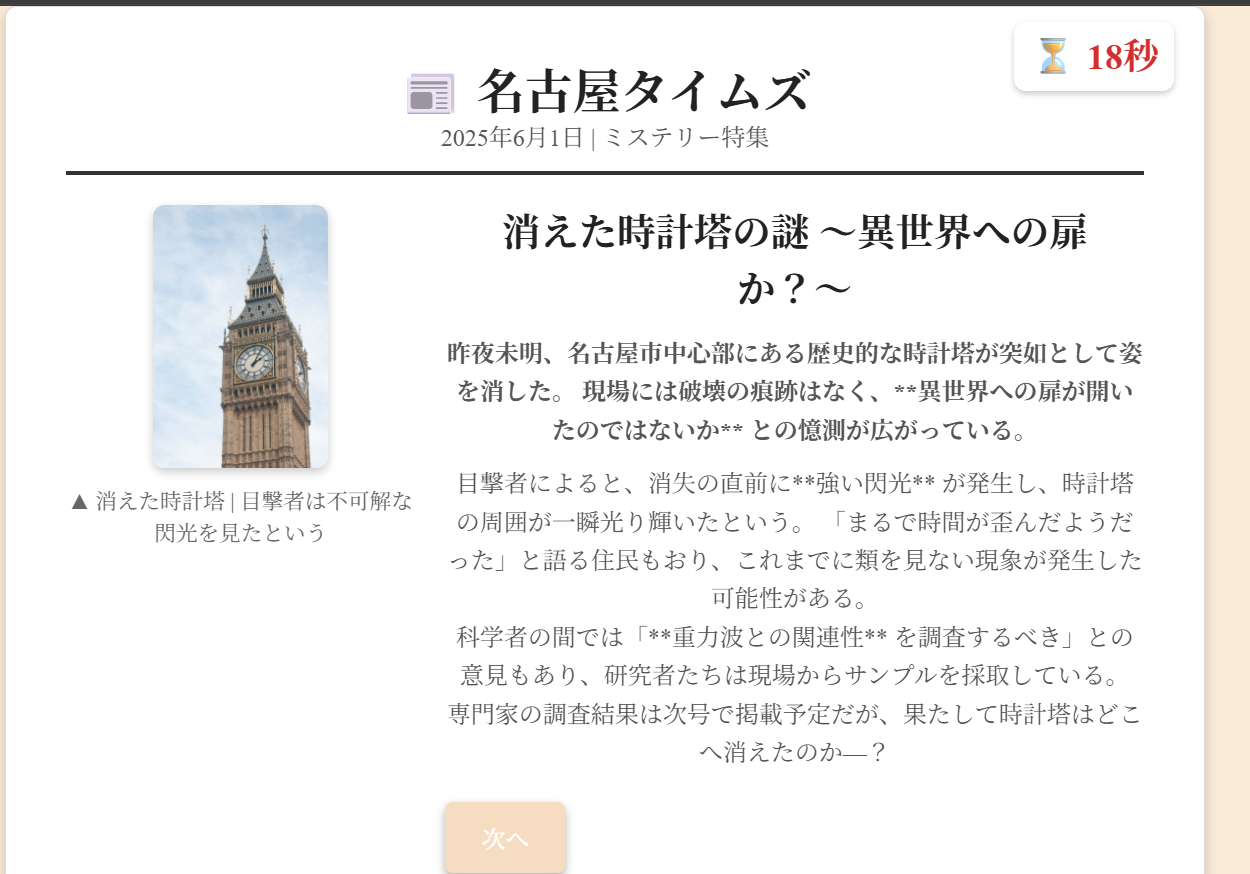 18秒
名古屋タイムズ
2025年6月1日 | ミステリー特集
消えた時計塔の謎 〜異世界への扉
か？〜
昨夜未明、名古屋市中心部にある歴史的な時計塔が突如として姿
を消した。 現場には破壊の痕跡はなく、**異世界への扉が開い
たのではないか** との憶測が広がっている。
▲ 消えた時計塔 | 目撃者は不可解な
閃光を見たという
目撃者によると、消失の直前に**強い閃光** が発生し、時計塔
の周囲が一瞬光り輝いたという。 「まるで時間が歪んだようだ
った」と語る住民もおり、これまでに類を見ない現象が発生した
可能性がある。
科学者の間では「**重力波との関連性** を調査するべき」との
意見もあり、研究者たちは現場からサンプルを採取している。
専門家の調査結果は次号で掲載予定だが、果たして時計塔はどこ
へ消えたのか―？
次へ